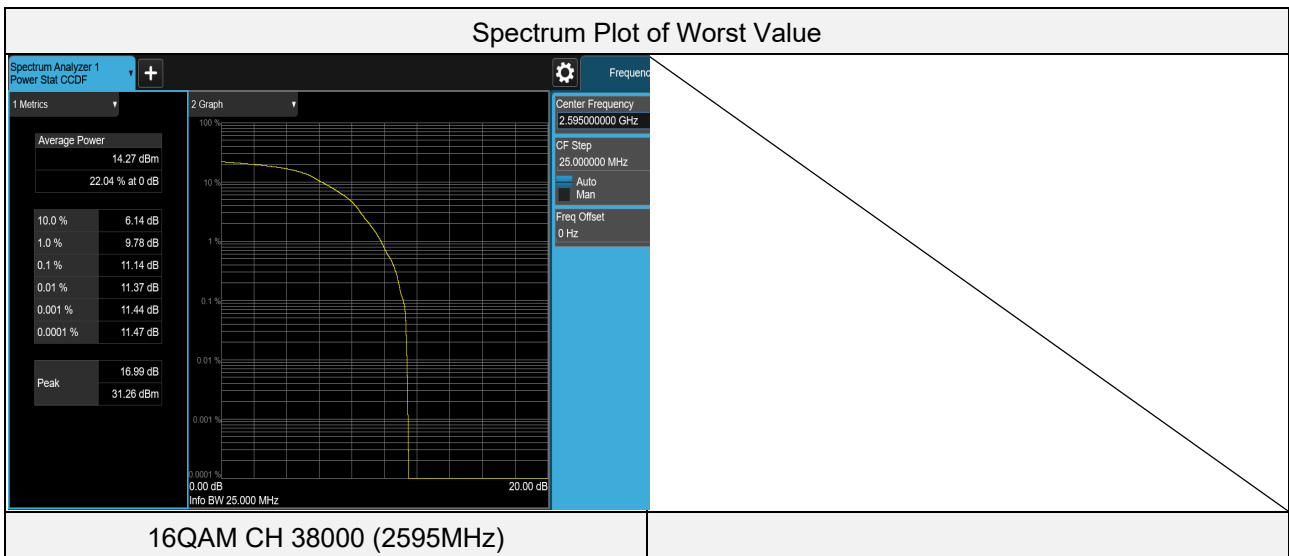 Spectrum Plot of Worst Value
Spectrum Analyzer 1
Power Stat CCDF
+
Frequenc
1 Metrics
2 Graph
Average Power
14.27 dBm
22.04 % at 0 dB
10.0 % 6.14 dB
1.0 % 9.78 dB
0.1 % 11.14 dB
0.01 % 11.37 dB
0.001 % 11.44 dB
0.0001 % 11.47 dB
Peak
16.99 dB
31.26 dBm
100 %
10 %
1 %
0.1 %
0.01 %
0.001 %
0.0001 %
0.00 dB 20.00 dB
Info BW 25.000 MHz
Center Frequency
2.595000000 GHz
CF Step
25.000000 MHz
Auto
Man
Freq Offset
0 Hz
16QAM CH 38000 (2595MHz)